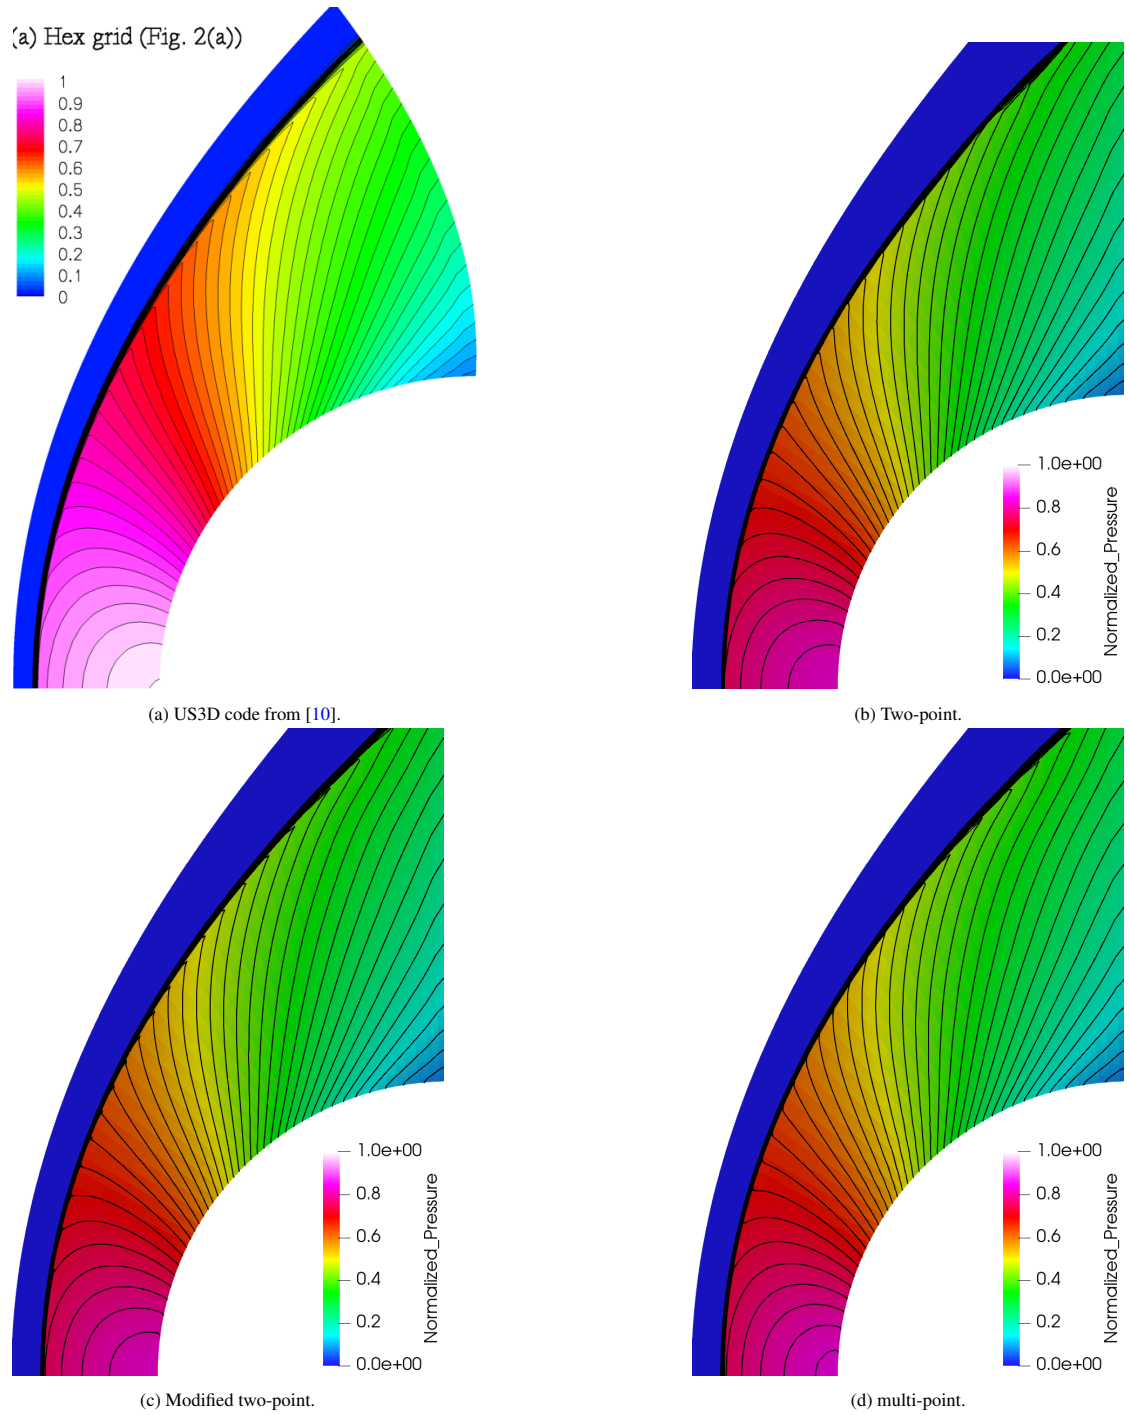 (a) Hex grid (Fig. 2(a))
1
0.9
0.8
0.7
0.6
0.5
0.4
0.3
0.2
0.1
0
(a) US3D code from [10].
1.0e+00
0.8
0.6
0.4
0.2
0.0e+00
Normalized_Pressure
(b) Two-point.
1.0e+00
0.8
0.6
0.4
0.2
0.0e+00
Normalized_Pressure
(c) Modified two-point.
1.0e+00
0.8
0.6
0.4
0.2
0.0e+00
Normalized_Pressure
(d) multi-point.